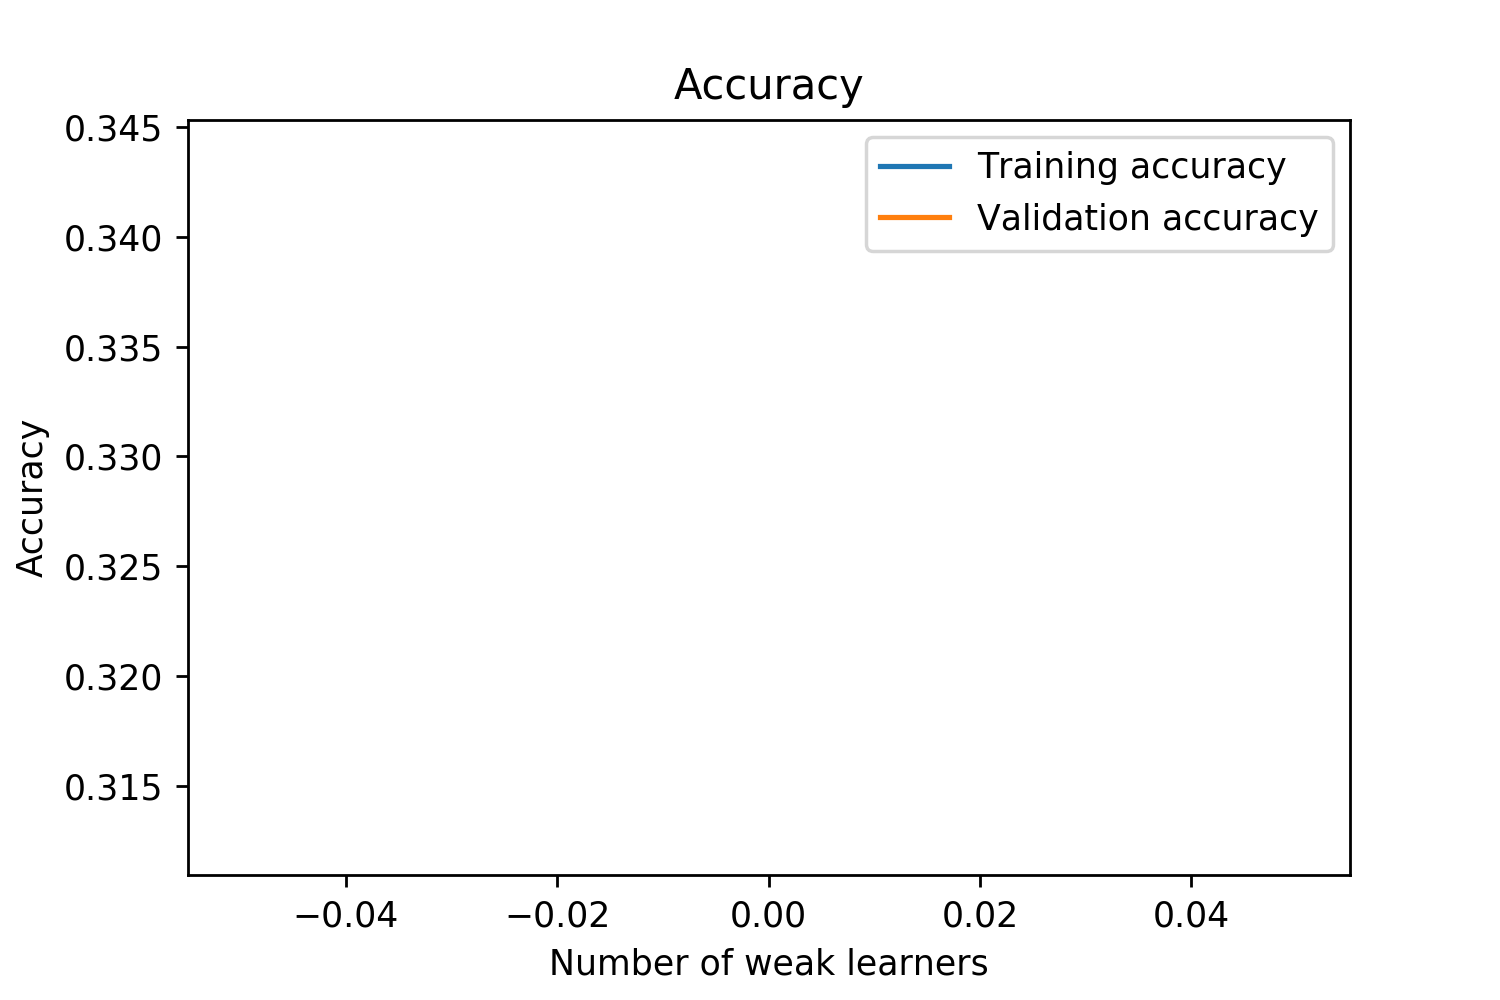 Accuracy
Training accuracy
Validation accuracy
Accuracy
0.345
0.340
0.335
0.330
0.325
0.320
0.315
−0.04
−0.02
0.00
0.02
0.04
Number of weak learners